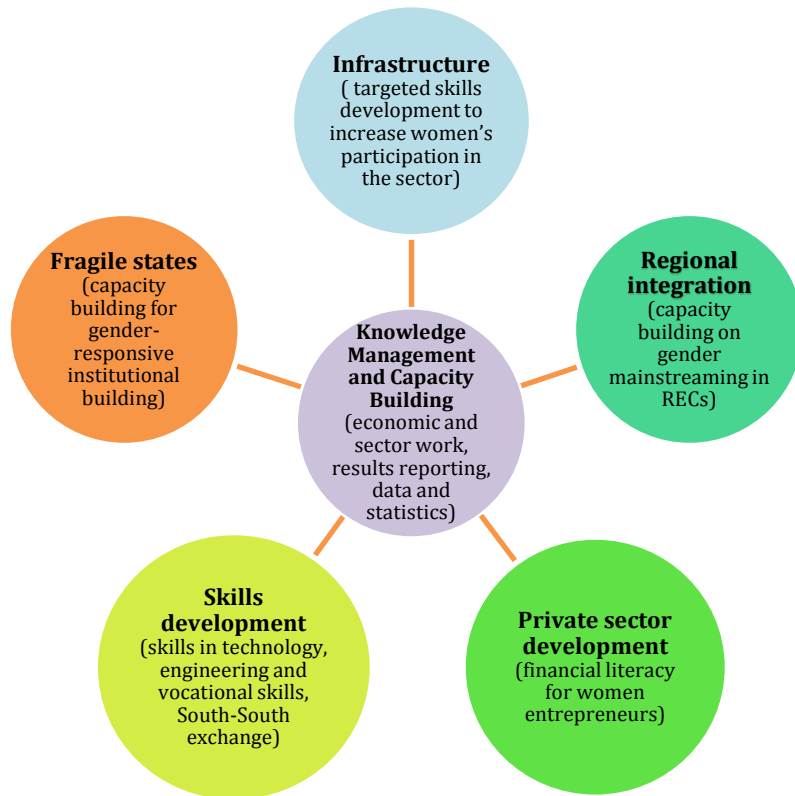 Infrastructure
( targeted skills
development to
increase women’s
participation in
the sector)
Fragile states
(capacity
building for
gender-
responsive
institutional
building)
Regional
integration
(capacity
building on
gender
mainstreaming in
RECs)
Knowledge
Management
and Capacity
Building
(economic and
sector work,
results reporting,
data and
statistics)
Skills
development
(skills in technology,
engineering and
vocational skills,
South-South
exchange)
Private sector
development
(financial literacy
for women
entrepreneurs)